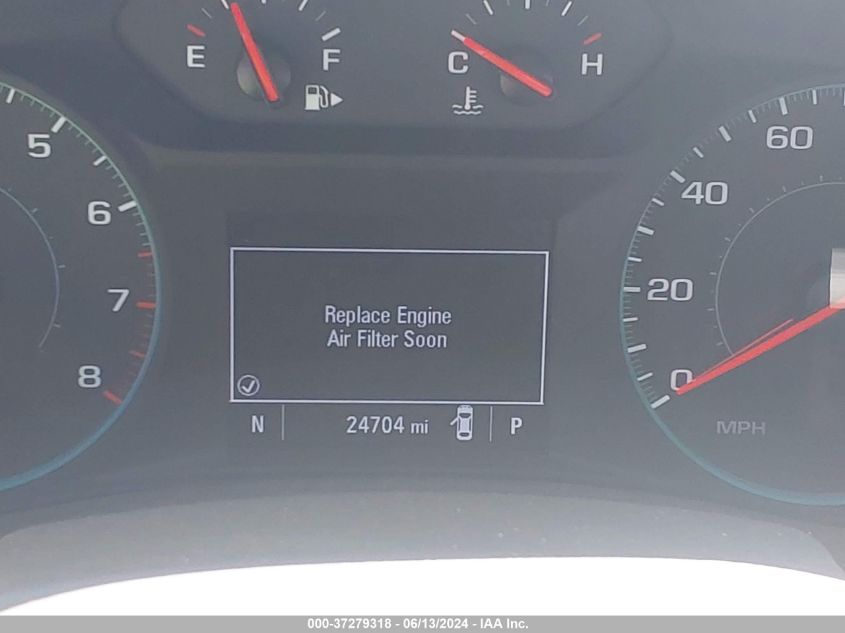 E F C H
5 6 7 8
60
40
20
0
MPH
Replace Engine
Air Filter Soon
N 24704 mi P
000-37279318 - 06/13/2024 - IAA Inc.